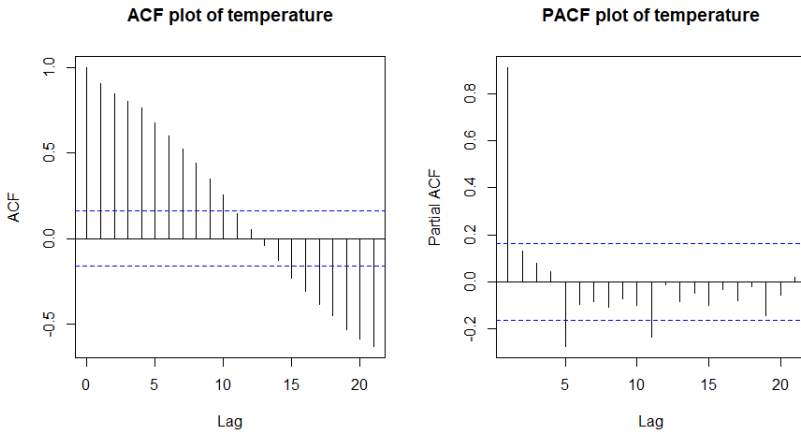 ACF plot of temperature
ACF
1.0
0.5
0.0
-0.5
0 5 10 15 20
Lag
PACF plot of temperature
Partial ACF
0.8
0.6
0.4
0.2
0.0
-0.2
5 10 15 20
Lag